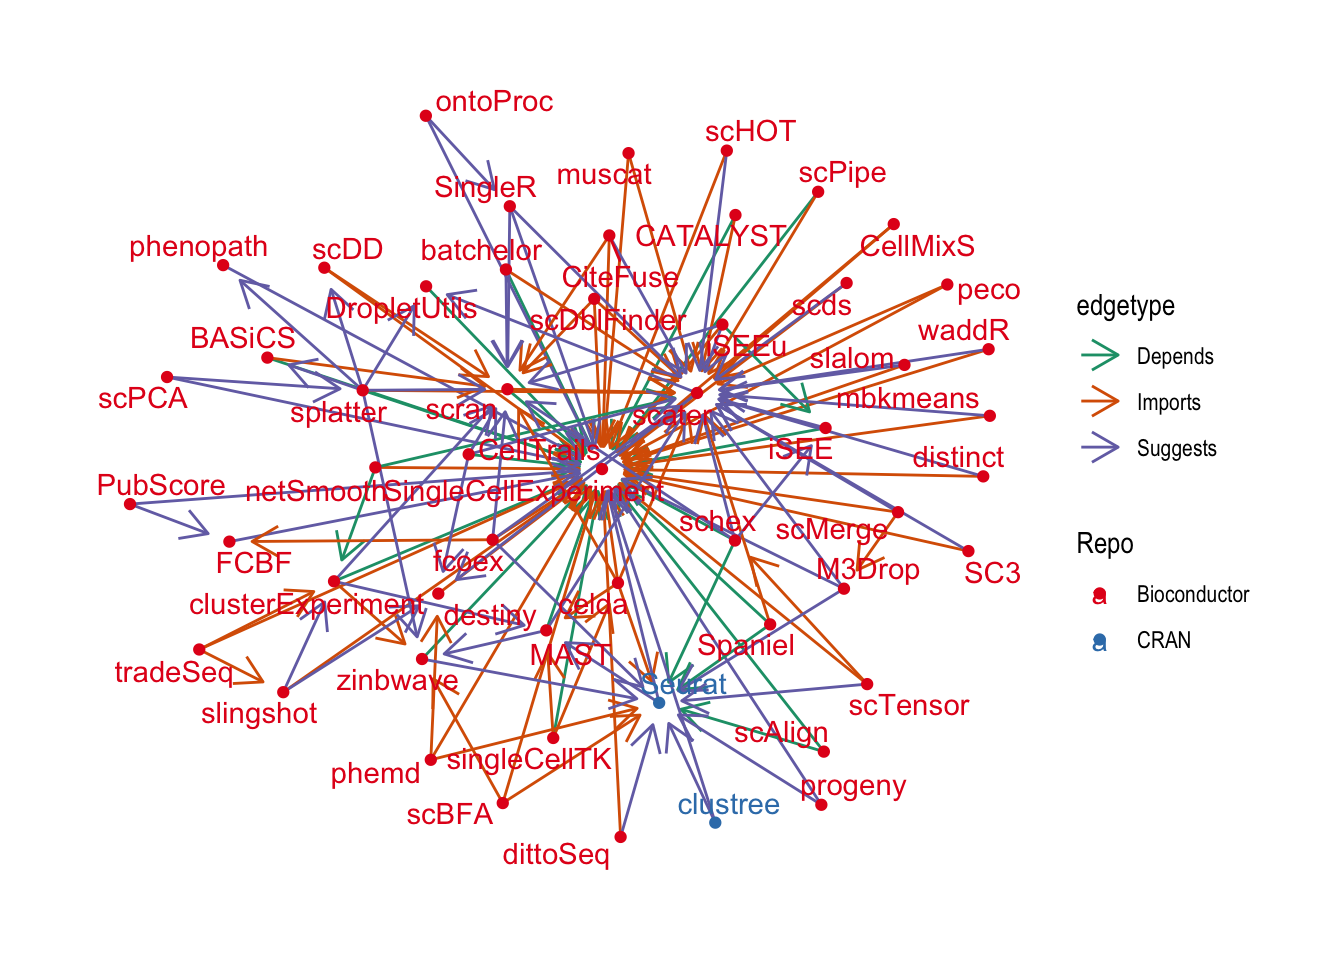 ontoProc
scHOT
muscat
scPipe
SingleR
CATALYST
CellMixS
phenopath
scDD
batchelor
CiteFuse
peco
DropletUtils
scds
scDblFinder
waddR
BASiCS
iSEEu
slalom
scPCA
splatter
scran
scater
mbkmeans
CellTrails
iSEE
distinct
PubScore
netSmooth
SingleCellExperiment
schex
scMerge
FCBF
fcoex
M3Drop
SC3
clusterExperiment
destiny
celda
tradeSeq
zinbwave
MAST
Spaniel
Seurat
slingshot
scTensor
scAlign
phemd
singleCellTK
progeny
scBFA
clustree
dittoSeq
edgetype
Depends
Imports
Suggests
Repo
a Bioconductor
a CRAN